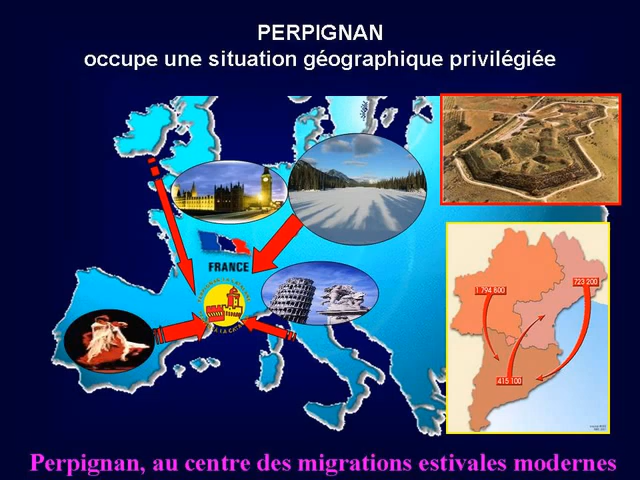 PERPIGNAN
occupe une situation géographique privilégiée
FRANCE
1 794 800
723 200
415 100
Perpignan, au centre des migrations estivales modernes